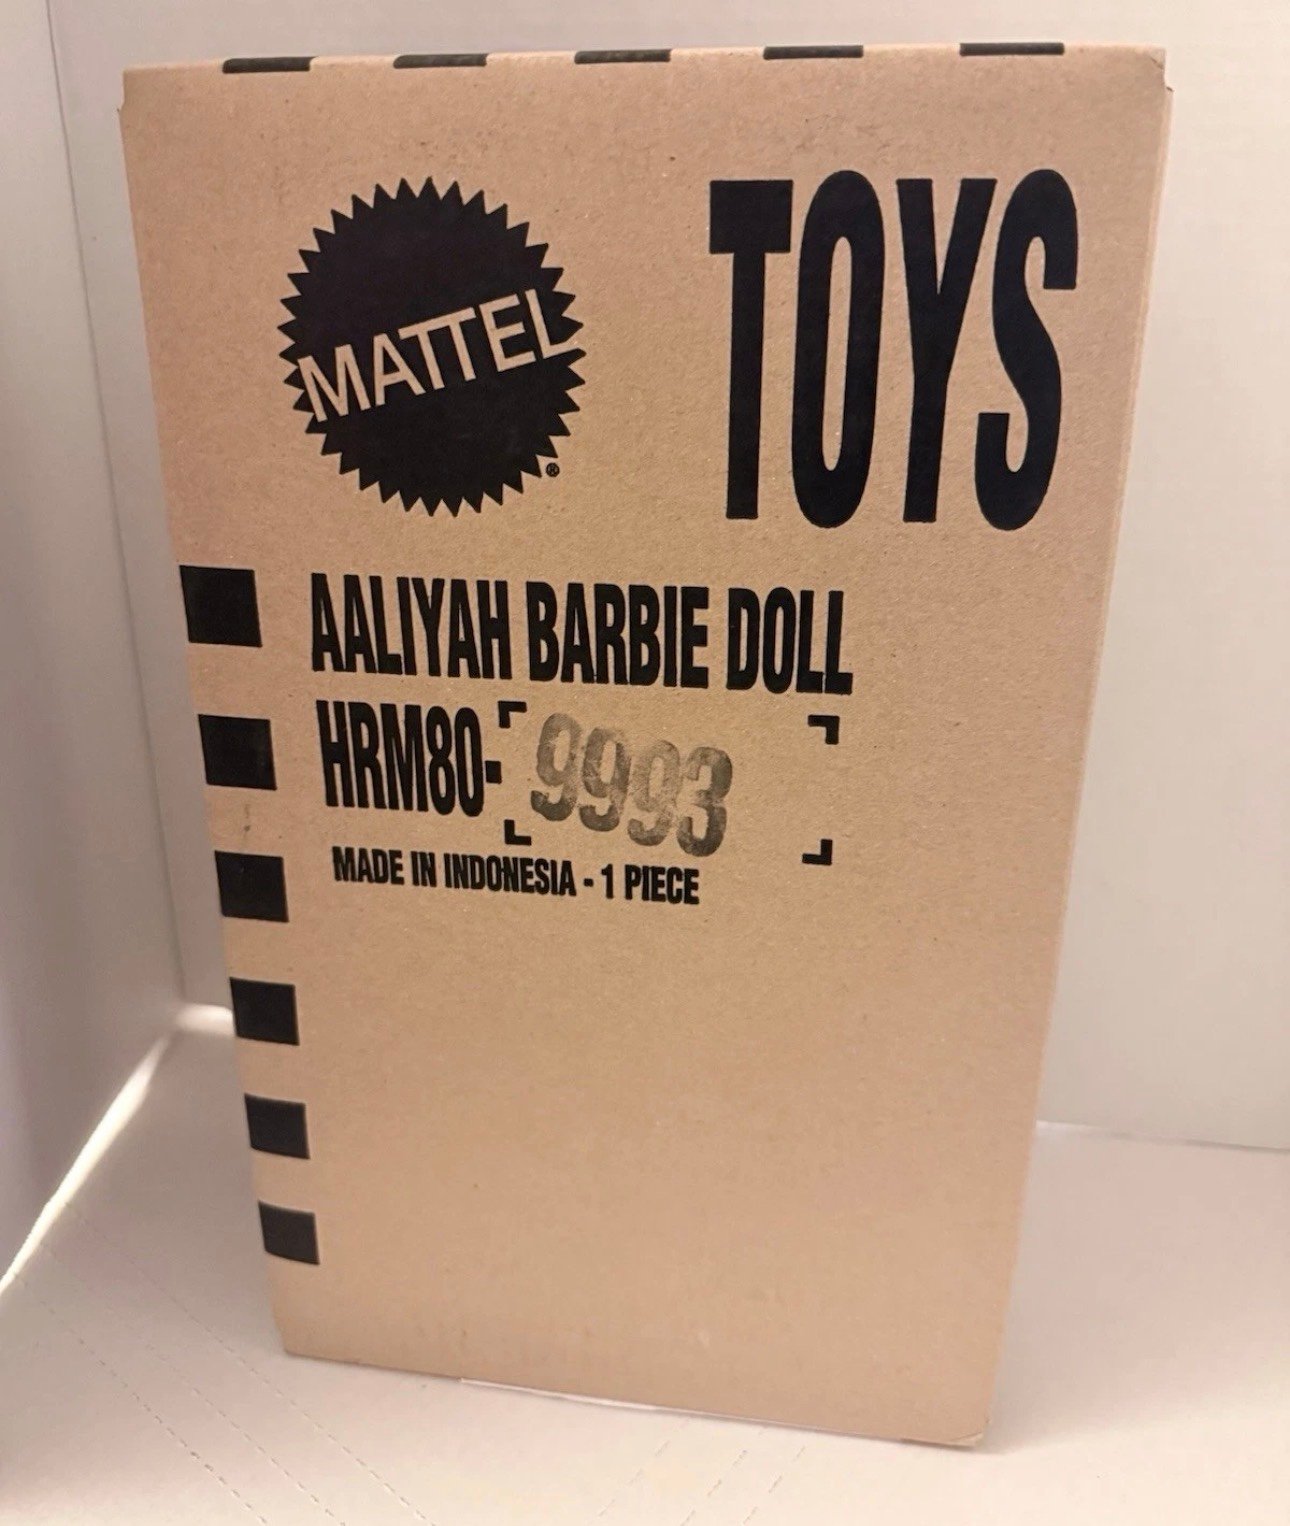 MATTEL
®
TOYS
AALIYAH BARBIE DOLL
HRM80- 9993
MADE IN INDONESIA - 1 PIECE